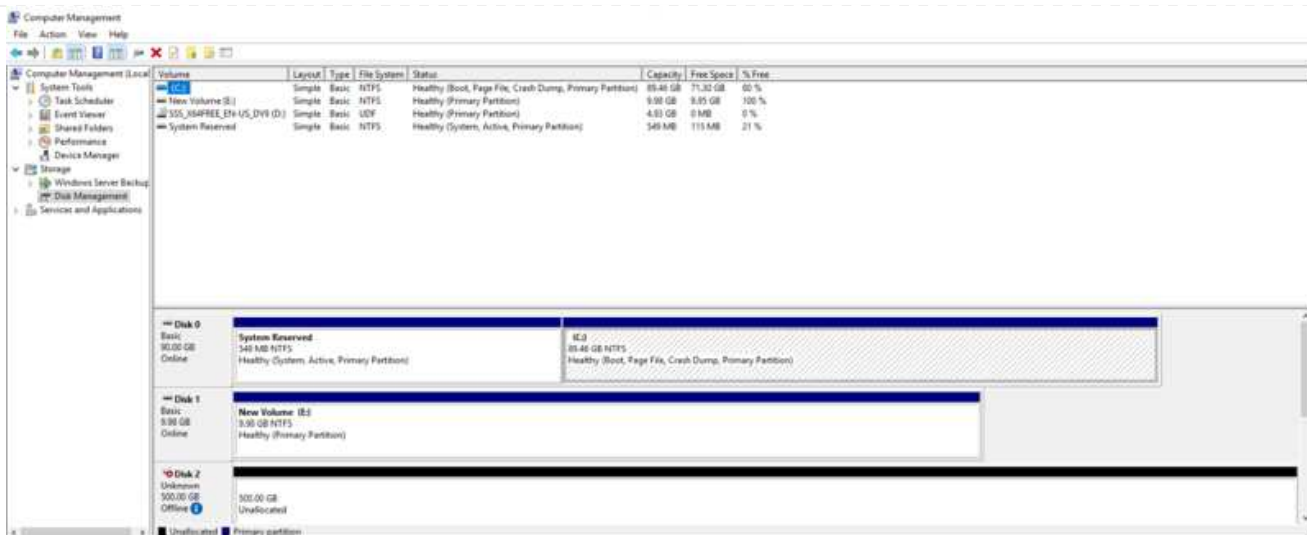 Computer Management
File Action View Help
Computer Management (Local
System Tools
Task Scheduler
Event Viewer
Shared Folders
Performance
Device Manager
Storage
Windows Server Backup
Disk Management
Services and Applications
Volume Layout Type File System Status Capacity Free Space % Free
(C:) Simple Basic NTFS Healthy (Boot, Page File, Crash Dump, Primary Partition) 89.46 GB 71.30 GB 80 %
New Volume (E:) Simple Basic NTFS Healthy (Primary Partition) 9.98 GB 9.95 GB 100 %
SSS_X64FREE_EN-US_DV9 (D:) Simple Basic UDF Healthy (Primary Partition) 4.93 GB 0 MB 0 %
System Reserved Simple Basic NTFS Healthy (System, Active, Primary Partition) 549 MB 115 MB 21 %
Disk 0
Basic
90.00 GB
Online
System Reserved
549 MB NTFS
Healthy (System, Active, Primary Partition)
(C:)
89.46 GB NTFS
Healthy (Boot, Page File, Crash Dump, Primary Partition)
Disk 1
Basic
9.98 GB
Online
New Volume (E:)
9.98 GB NTFS
Healthy (Primary Partition)
Disk 2
Unknown
500.00 GB
Offline
500.00 GB
Unallocated
Unallocated Primary partition